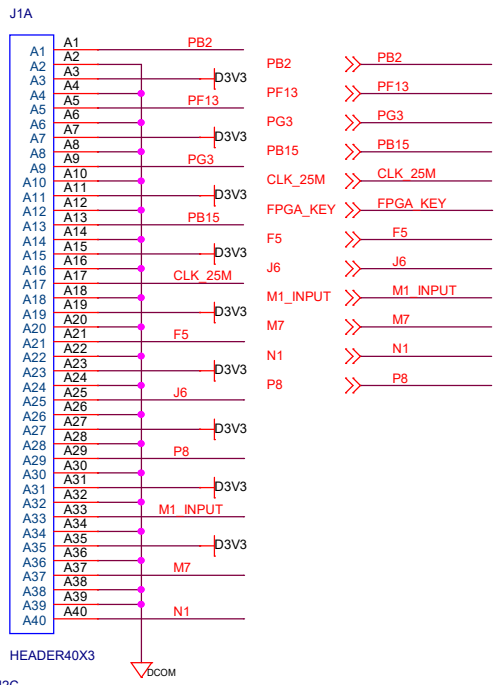 J1A
A1 A1 PB2
A2 A2
A3 A3 D3V3
A4 A4
A5 A5 PF13
A6 A6
A7 A7 D3V3
A8 A8
A9 A9 PG3
A10 A10
A11 A11 D3V3
A12 A12
A13 A13 PB15
A14 A14
A15 A15 D3V3
A16 A16
A17 A17 CLK_25M
A18 A18
A19 A19 D3V3
A20 A20
A21 A21 F5
A22 A22
A23 A23 D3V3
A24 A24
A25 A25 J6
A26 A26
A27 A27 D3V3
A28 A28
A29 A29 P8
A30 A30
A31 A31 D3V3
A32 A32
A33 A33 M1_INPUT
A34 A34
A35 A35 D3V3
A36 A36
A37 A37 M7
A38 A38
A39 A39
A40 A40 N1
HEADER40X3
DCOM
PB2 PB2
PF13 PF13
PG3 PG3
PB15 PB15
CLK_25M CLK_25M
FPGA_KEY FPGA_KEY
F5 F5
J6 J6
M1_INPUT M1_INPUT
M7 M7
N1 N1
P8 P8